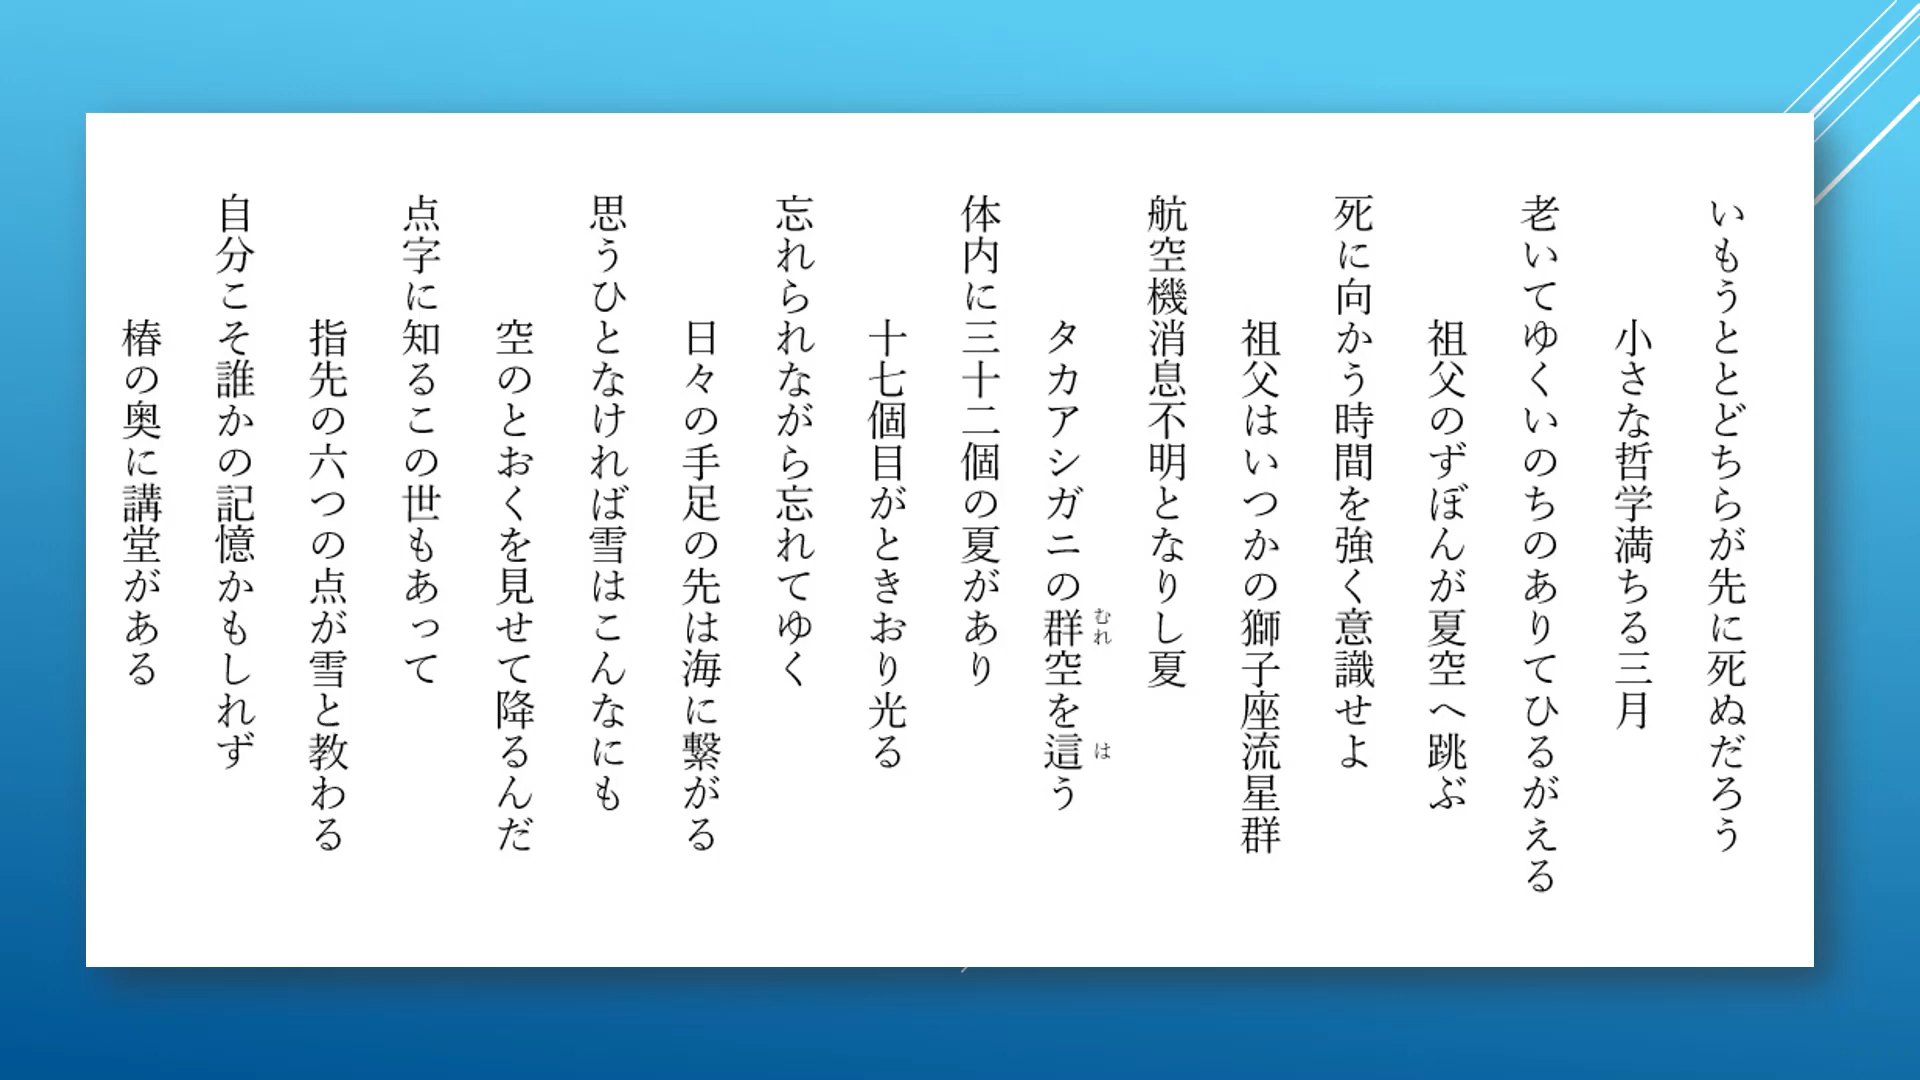 いもうととどちらが先に死ぬだろう
小さな哲学満ちる三月
老いてゆくいのちのありてひるがえる
祖父のずぼんが夏空へ跳ぶ
死に向かう時間を強く意識せよ
祖父はいつかの獅子座流星群
航空機消息不明となりし夏
タカアシガニの群空を這う
むれ は
体内に三十二個の夏があり
十七個目がときおり光る
忘れられながら忘れてゆく
日々の手足の先は海に繋がる
思うひとなければ雪はこんなにも
空のとおくを見せて降るんだ
点字に知るこの世もあって
指先の六つの点が雪と教わる
自分こそ誰かの記憶かもしれず
椿の奥に講堂がある